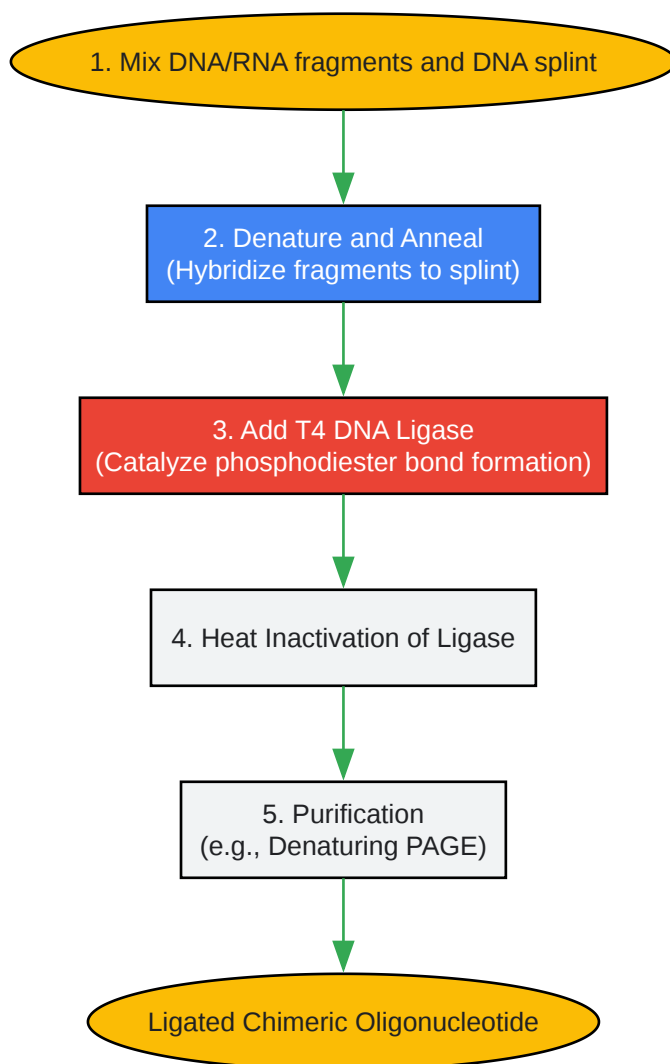 1. Mix DNA/RNA fragments and DNA splint
2. Denature and Anneal
(Hybridize fragments to splint)
3. Add T4 DNA Ligase
(Catalyze phosphodiester bond formation)
4. Heat Inactivation of Ligase
5. Purification
(e.g., Denaturing PAGE)
Ligated Chimeric Oligonucleotide